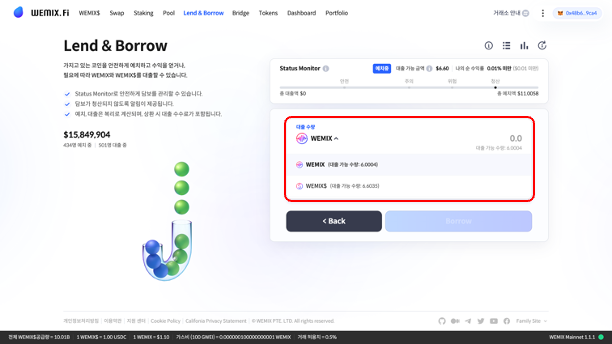 WEMIX.Fi
WEMIX$ Swap Staking Pool Lend & Borrow Bridge Tokens Dashboard Portfolio
거래소 안내
0x48b6...9ca4
Lend & Borrow
가지고 있는 코인을 안전하게 예치하고 수익을 얻거나,
필요에 따라 WEMIX와 WEMIX$를 대출할 수 있습니다.
Status Monitor로 안전하게 담보를 관리할 수 있습니다.
담보가 청산되지 않도록 알림이 제공됩니다.
예치, 대출은 복리로 계산되며, 상환 시 대출 수수료가 포함됩니다.
$15,849,904
434명 예치 중 | 501명 대출 중
Status Monitor
예치중 대출 가능 금액 $6.60 나의 순 수익률 0.01% 미만 ($0.01 미만)
안전 주의 위험 청산
총 대출액 $0
총 예치액 $11.0058
대출 수량
WEMIX
0.0
대출 가능 수량: 6.0004
WEMIX (대출 가능 수량: 6.0004)
WEMIX$ (대출 가능 수량: 6.6035)
< Back
Borrow
개인정보처리방침 이용약관 지원 센터 Cookie Policy California Privacy Statement © WEMIX PTE. LTD. All rights reserved.
Family Site
전체 WEMIX$공급량 = 10.01B 1 WEMIX$ = 1.00 USDC 1 WEMIX = $1.10 가스비 (100 GWEI) = 0.000000100000000001 WEMIX 거래 허용치 = 0.5%
WEMIX Mainnet 1.1.1